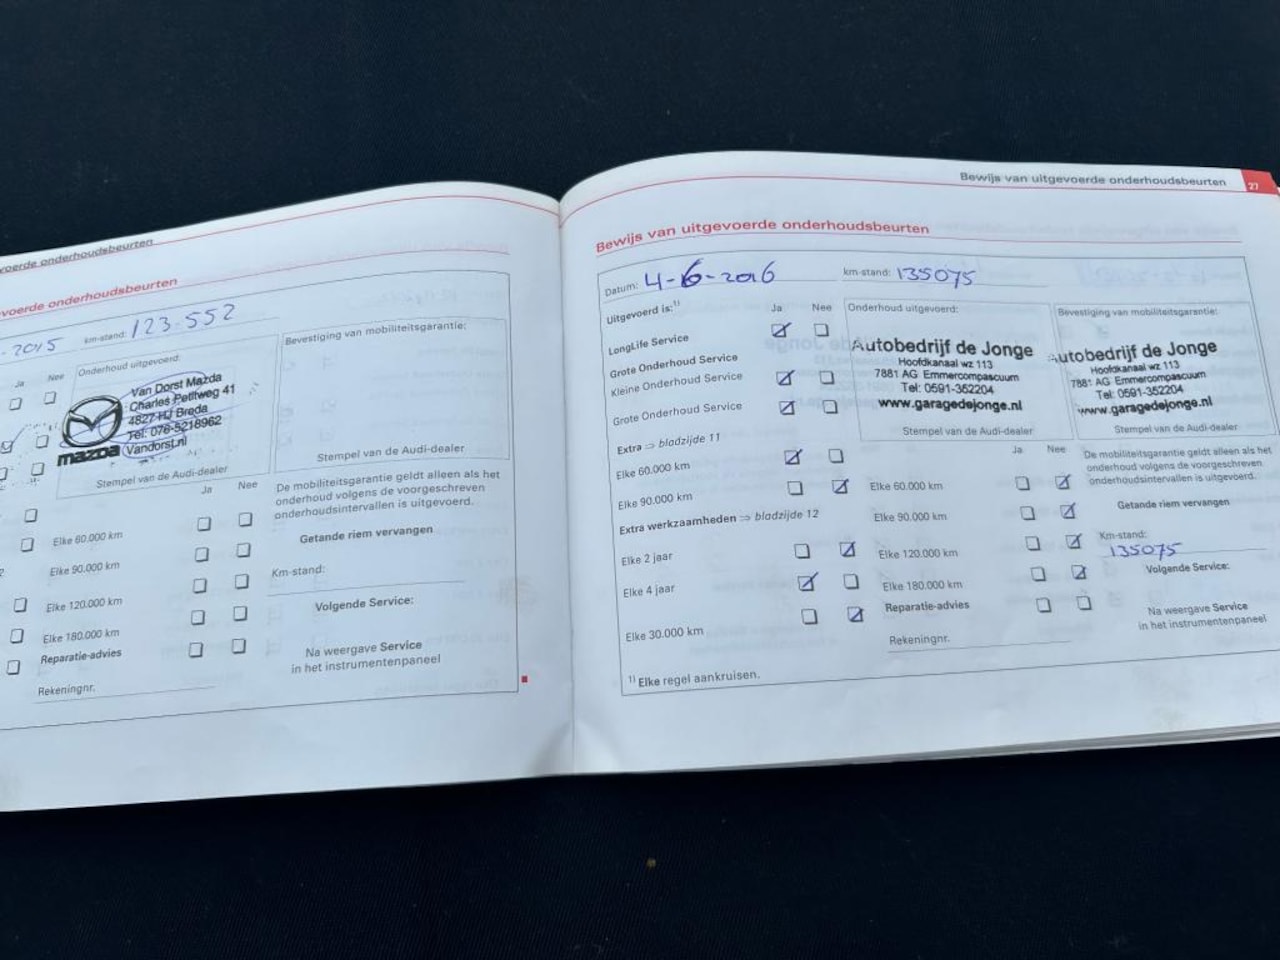 voerde onderhoudsbeurten
voerde onderhoudsbeurten
-2015 km-stand: 123.552
Ja Nee Onderhoud uitgevoerd:
Van Dorst Mazda
Charles Petitweg 41
4827 HJ Breda
Tel: 076-5218962
mazda Vandorst.nl
Stempel van de Audi-dealer
Bevestiging van mobiliteitsgarantie:
Stempel van de Audi-dealer
Ja Nee
De mobiliteitsgarantie geldt alleen als het
onderhoud volgens de voorgeschreven
onderhoudsintervallen is uitgevoerd.
Elke 60.000 km
Getande riem vervangen
Elke 90.000 km
Km-stand:
Elke 120.000 km
Volgende Service:
Elke 180.000 km
Reparatie-advies
Na weergave Service
in het instrumentenpaneel
Rekeningnr.
Bewijs van uitgevoerde onderhoudsbeurten 27
Bewijs van uitgevoerde onderhoudsbeurten
Datum: 4-6-2016 km-stand: 135075
Uitgevoerd is:1) Ja Nee
LongLife Service
Grote Onderhoud Service
Kleine Onderhoud Service
Grote Onderhoud Service
Extra ⇒ bladzijde 11
Elke 60.000 km
Elke 90.000 km
Extra werkzaamheden ⇒ bladzijde 12
Elke 2 jaar
Elke 4 jaar
Elke 30.000 km
1) Elke regel aankruisen.
Onderhoud uitgevoerd:
Autobedrijf de Jonge
Hoofdkanaal wz 113
7881 AG Emmercompascuum
Tel: 0591-352204
www.garagedejonge.nl
Stempel van de Audi-dealer
Bevestiging van mobiliteitsgarantie:
Autobedrijf de Jonge
Hoofdkanaal wz 113
7881 AG Emmercompascuum
Tel: 0591-352204
www.garagedejonge.nl
Stempel van de Audi-dealer
Ja Nee
Elke 60.000 km
Elke 90.000 km
Elke 120.000 km
Elke 180.000 km
Reparatie-advies
Rekeningnr.
De mobiliteitsgarantie geldt alleen als het
onderhoud volgens de voorgeschreven
onderhoudsintervallen is uitgevoerd.
Getande riem vervangen
Km-stand:
135075
Volgende Service:
Na weergave Service
in het instrumentenpaneel